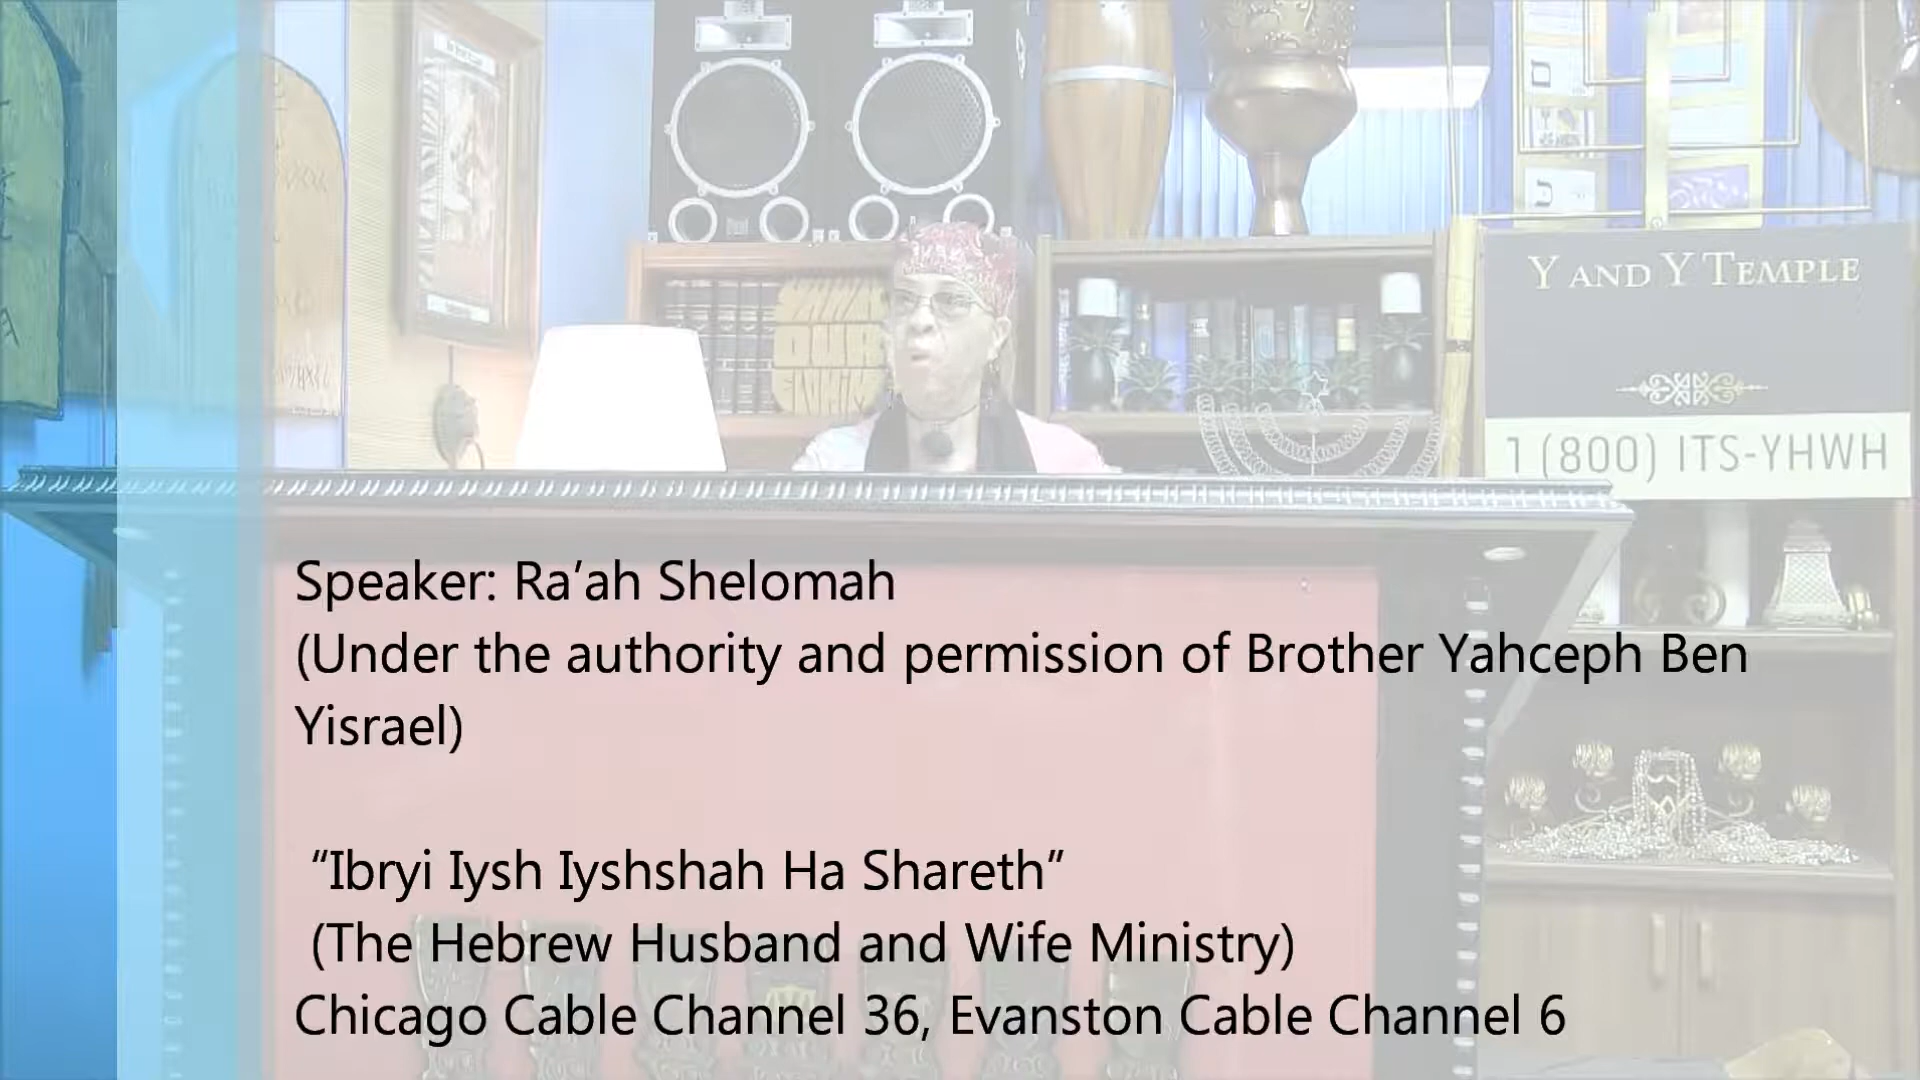 Y AND Y TEMPLE
1 (800) ITS-YHWH
Speaker: Ra’ah Shelomah
(Under the authority and permission of Brother Yahceph Ben
Yisrael)
“Ibryi Iysh Iyshshah Ha Shareth”
(The Hebrew Husband and Wife Ministry)
Chicago Cable Channel 36, Evanston Cable Channel 6